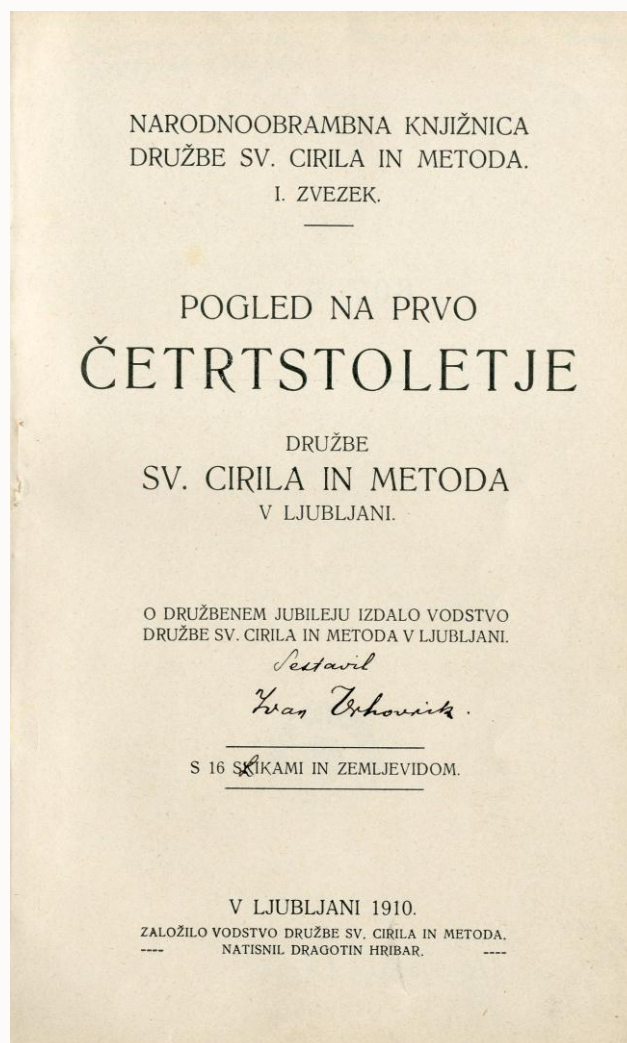 NARODNOOBRAMBNA KNJIŽNICA
DRUŽBE SV. CIRILA IN METODA.
I. ZVEZEK.
POGLED NA PRVO
ČETRTSTOLETJE
DRUŽBE
SV. CIRILA IN METODA
V LJUBLJANI.
O DRUŽBENEM JUBILEJU IZDALO VODSTVO
DRUŽBE SV. CIRILA IN METODA V LJUBLJANI.
Sestavil
Ivan Vrhovnik.
S 16 SLIKAMI IN ZEMLJEVIDOM.
V LJUBLJANI 1910.
ZALOŽILO VODSTVO DRUŽBE SV. CIRILA IN METODA.
---- NATISNIL DRAGOTIN HRIBAR. ----